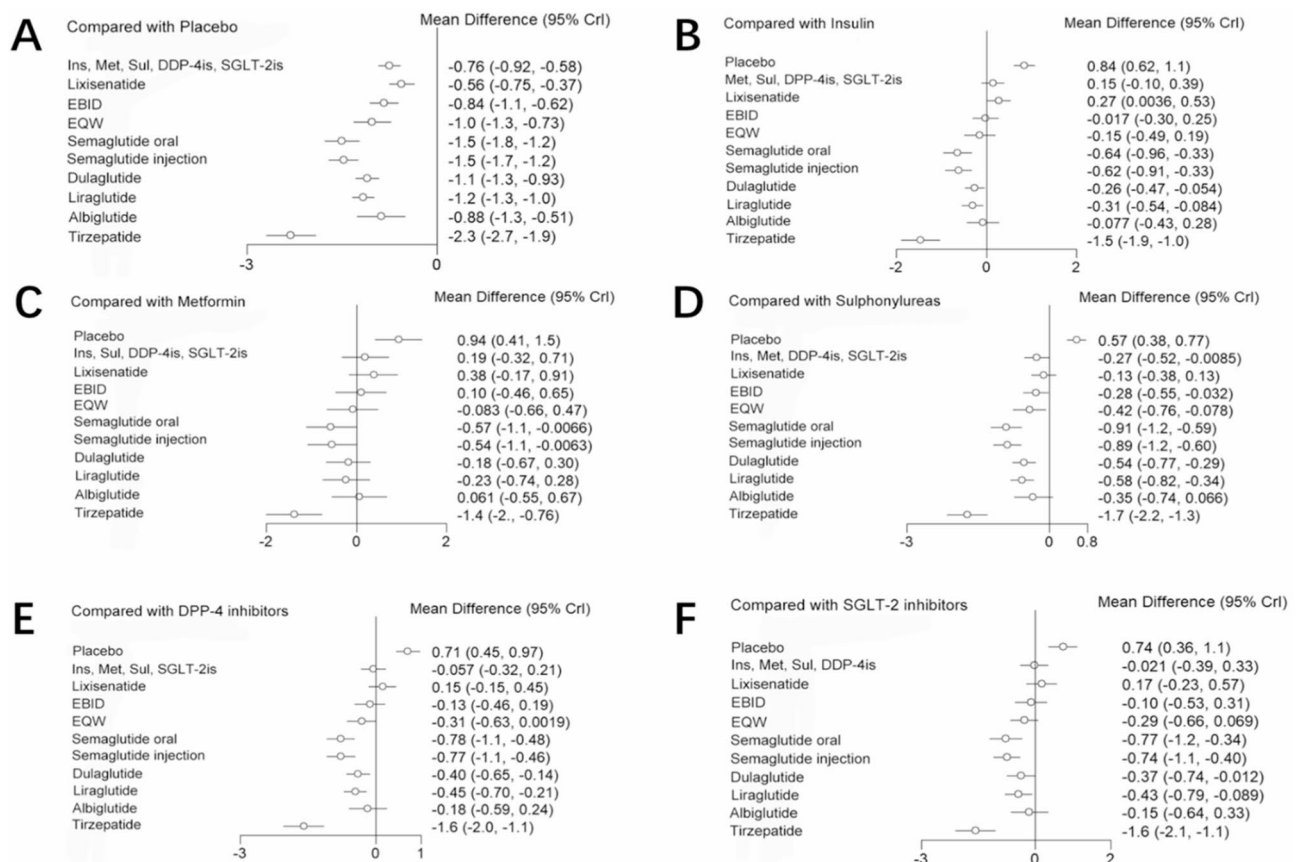 A
Compared with Placebo
Mean Difference (95% CrI)
Ins, Met, Sul, DDP-4is, SGLT-2is -0.76 (-0.92, -0.58)
Lixisenatide -0.56 (-0.75, -0.37)
EBID -0.84 (-1.1, -0.62)
EQW -1.0 (-1.3, -0.73)
Semaglutide oral -1.5 (-1.8, -1.2)
Semaglutide injection -1.5 (-1.7, -1.2)
Dulaglutide -1.1 (-1.3, -0.93)
Liraglutide -1.2 (-1.3, -1.0)
Albiglutide -0.88 (-1.3, -0.51)
Tirzepatide -2.3 (-2.7, -1.9)
-3 0
B
Compared with Insulin
Mean Difference (95% CrI)
Placebo 0.84 (0.62, 1.1)
Met, Sul, DPP-4is, SGLT-2is 0.15 (-0.10, 0.39)
Lixisenatide 0.27 (0.0036, 0.53)
EBID -0.017 (-0.30, 0.25)
EQW -0.15 (-0.49, 0.19)
Semaglutide oral -0.64 (-0.96, -0.33)
Semaglutide injection -0.62 (-0.91, -0.33)
Dulaglutide -0.26 (-0.47, -0.054)
Liraglutide -0.31 (-0.54, -0.084)
Albiglutide -0.077 (-0.43, 0.28)
Tirzepatide -1.5 (-1.9, -1.0)
-2 0 2
C
Compared with Metformin
Mean Difference (95% CrI)
Placebo 0.94 (0.41, 1.5)
Ins, Sul, DDP-4is, SGLT-2is 0.19 (-0.32, 0.71)
Lixisenatide 0.38 (-0.17, 0.91)
EBID 0.10 (-0.46, 0.65)
EQW -0.083 (-0.66, 0.47)
Semaglutide oral -0.57 (-1.1, -0.0066)
Semaglutide injection -0.54 (-1.1, -0.0063)
Dulaglutide -0.18 (-0.67, 0.30)
Liraglutide -0.23 (-0.74, 0.28)
Albiglutide 0.061 (-0.55, 0.67)
Tirzepatide -1.4 (-2., -0.76)
-2 0 2
D
Compared with Sulphonylureas
Mean Difference (95% CrI)
Placebo 0.57 (0.38, 0.77)
Ins, Met, DDP-4is, SGLT-2is -0.27 (-0.52, -0.0085)
Lixisenatide -0.13 (-0.38, 0.13)
EBID -0.28 (-0.55, -0.032)
EQW -0.42 (-0.76, -0.078)
Semaglutide oral -0.91 (-1.2, -0.59)
Semaglutide injection -0.89 (-1.2, -0.60)
Dulaglutide -0.54 (-0.77, -0.29)
Liraglutide -0.58 (-0.82, -0.34)
Albiglutide -0.35 (-0.74, 0.066)
Tirzepatide -1.7 (-2.2, -1.3)
-3 0 0.8
E
Compared with DPP-4 inhibitors
Mean Difference (95% CrI)
Placebo 0.71 (0.45, 0.97)
Ins, Met, Sul, SGLT-2is -0.057 (-0.32, 0.21)
Lixisenatide 0.15 (-0.15, 0.45)
EBID -0.13 (-0.46, 0.19)
EQW -0.31 (-0.63, 0.0019)
Semaglutide oral -0.78 (-1.1, -0.48)
Semaglutide injection -0.77 (-1.1, -0.46)
Dulaglutide -0.40 (-0.65, -0.14)
Liraglutide -0.45 (-0.70, -0.21)
Albiglutide -0.18 (-0.59, 0.24)
Tirzepatide -1.6 (-2.0, -1.1)
-3 0 1
F
Compared with SGLT-2 inhibitors
Mean Difference (95% CrI)
Placebo 0.74 (0.36, 1.1)
Ins, Met, Sul, DDP-4is -0.021 (-0.39, 0.33)
Lixisenatide 0.17 (-0.23, 0.57)
EBID -0.10 (-0.53, 0.31)
EQW -0.29 (-0.66, 0.069)
Semaglutide oral -0.77 (-1.2, -0.34)
Semaglutide injection -0.74 (-1.1, -0.40)
Dulaglutide -0.37 (-0.74, -0.012)
Liraglutide -0.43 (-0.79, -0.089)
Albiglutide -0.15 (-0.64, 0.33)
Tirzepatide -1.6 (-2.1, -1.1)
-3 0 2